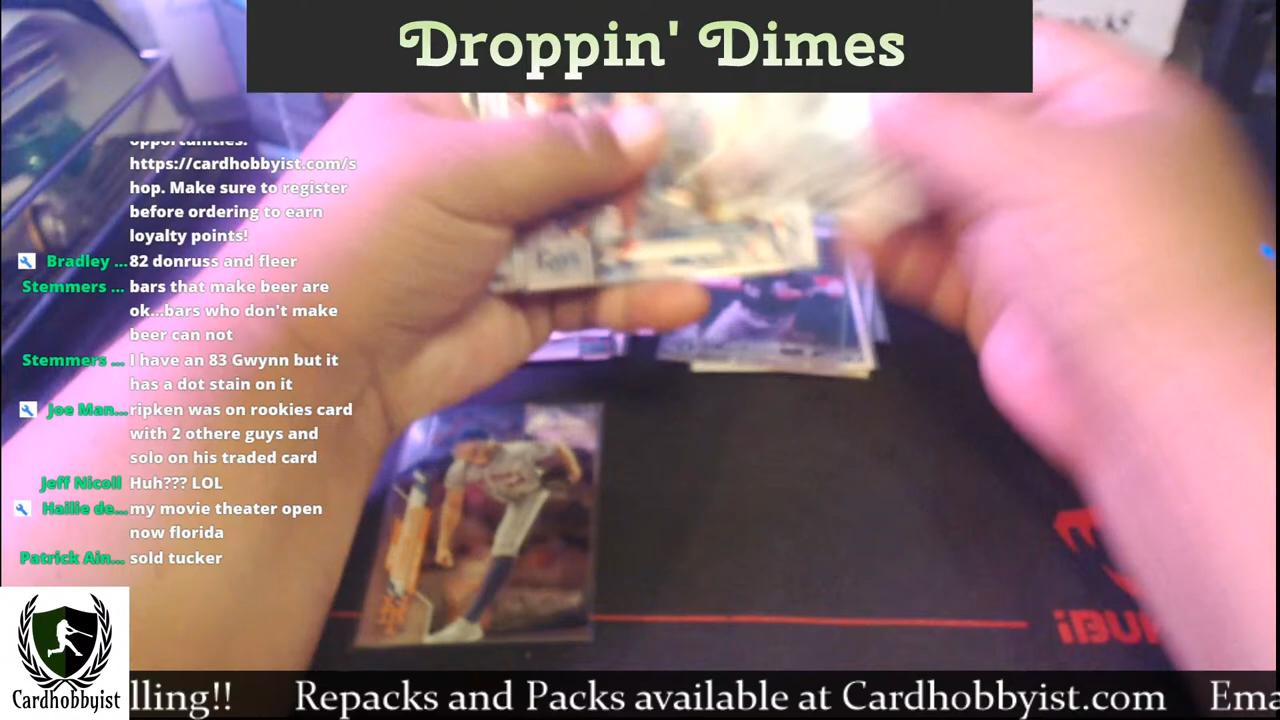 Droppin' Dimes
opportunities.
https://cardhobbyist.com/s
hop. Make sure to register
before ordering to earn
loyalty points!
Bradley ... 82 donruss and fleer
Stemmers ... bars that make beer are
ok...bars who don't make
beer can not
Stemmers ... I have an 83 Gwynn but it
has a dot stain on it
Joe Man... ripken was on rookies card
with 2 othere guys and
solo on his traded card
Jeff Nicoll Huh??? LOL
Hailie de... my movie theater open
now florida
Patrick Ain... sold tucker
Cardhobbyist
lling!! Repacks and Packs available at Cardhobbyist.com Ema